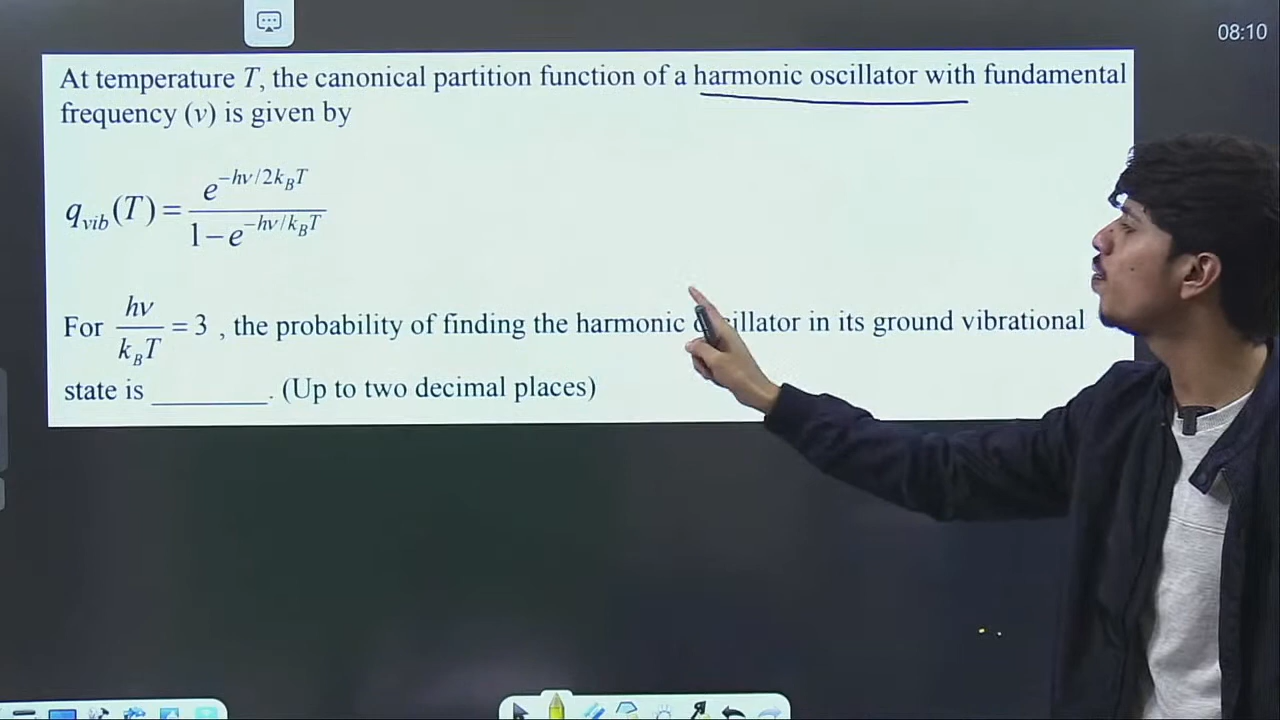 08:10
At temperature T, the canonical partition function of a harmonic oscillator with fundamental
frequency (ν) is given by
q_vib(T) = e^(-hν/2k_BT) / (1-e^(-hν/k_BT))
For hν/k_BT = 3 , the probability of finding the harmonic oscillator in its ground vibrational
state is ________. (Up to two decimal places)